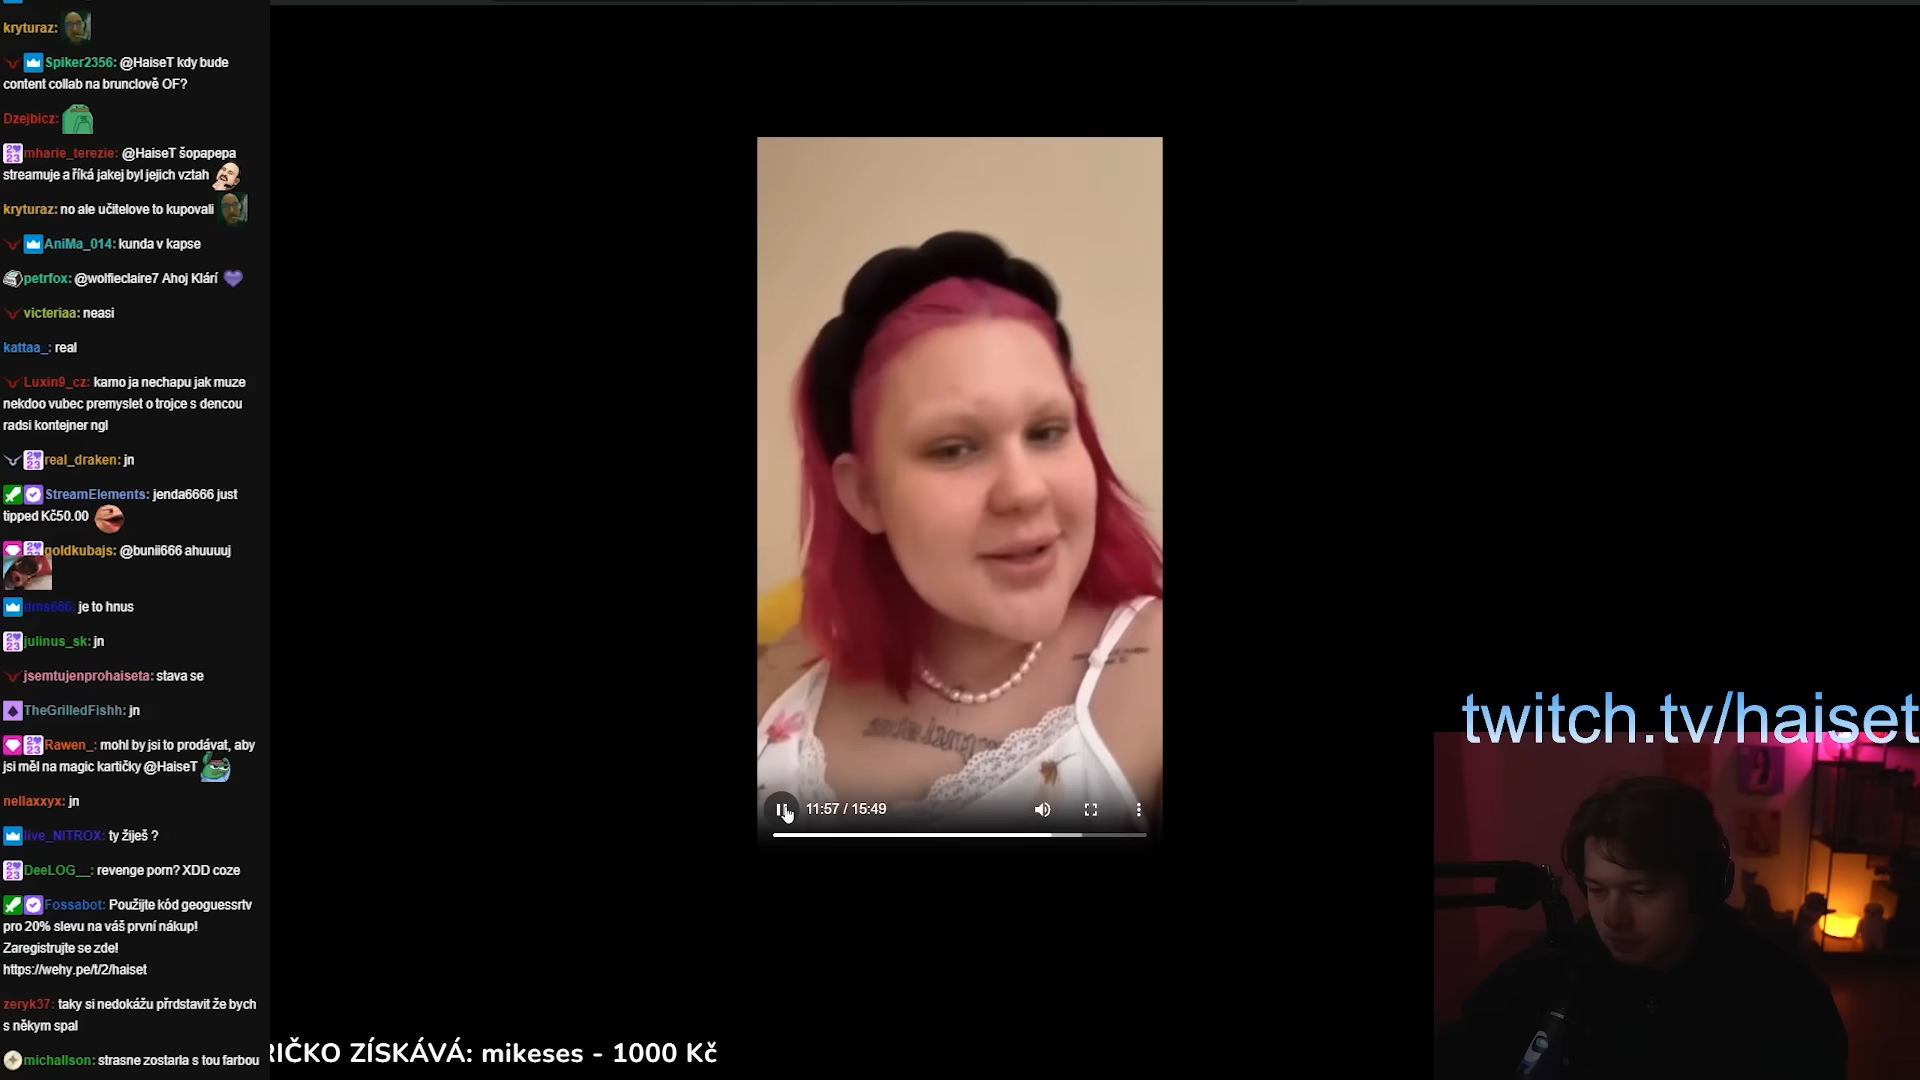 kryturaz:
Spiker2356: @HaiseT kdy bude
content collab na brunclově OF?
Dzejbicz:
mharie_terezie: @HaiseT šopapepa
streamuje a říká jakej byl jejich vztah
kryturaz: no ale učitelove to kupovali
AniMa_014: kunda v kapse
petrfox: @wolfieclaire7 Ahoj Klárí
victeriaa: neasi
kattaa_: real
Luxin9_cz: kamo ja nechapu jak muze
nekdoo vubec premyslet o trojce s dencou
radsi kontejner ngl
real_draken: jn
StreamElements: jenda6666 just
tipped Kč50.00
goldkubajs: @bunii666 ahuuuuj
dms666: je to hnus
julinus_sk: jn
jsemtujenprohaiseta: stava se
TheGrilledFishh: jn
Rawen_: mohl by jsi to prodávat, aby
jsi měl na magic kartičky @HaiseT
nellaxxyx: jn
live_NITROX: ty žiješ ?
DeeLOG__: revenge porn? XDD coze
Fossabot: Použijte kód geoguessrtv
pro 20% slevu na váš první nákup!
Zaregistrujte se zde!
https://wehy.pe/t/2/haiset
zeryk37: taky si nedokážu přrdstavit že bych
s někym spal
michallson: strasne zostarla s tou farbou
11:57 / 15:49
twitch.tv/haiset
RIČKO ZÍSKÁVÁ: mikeses - 1000 Kč